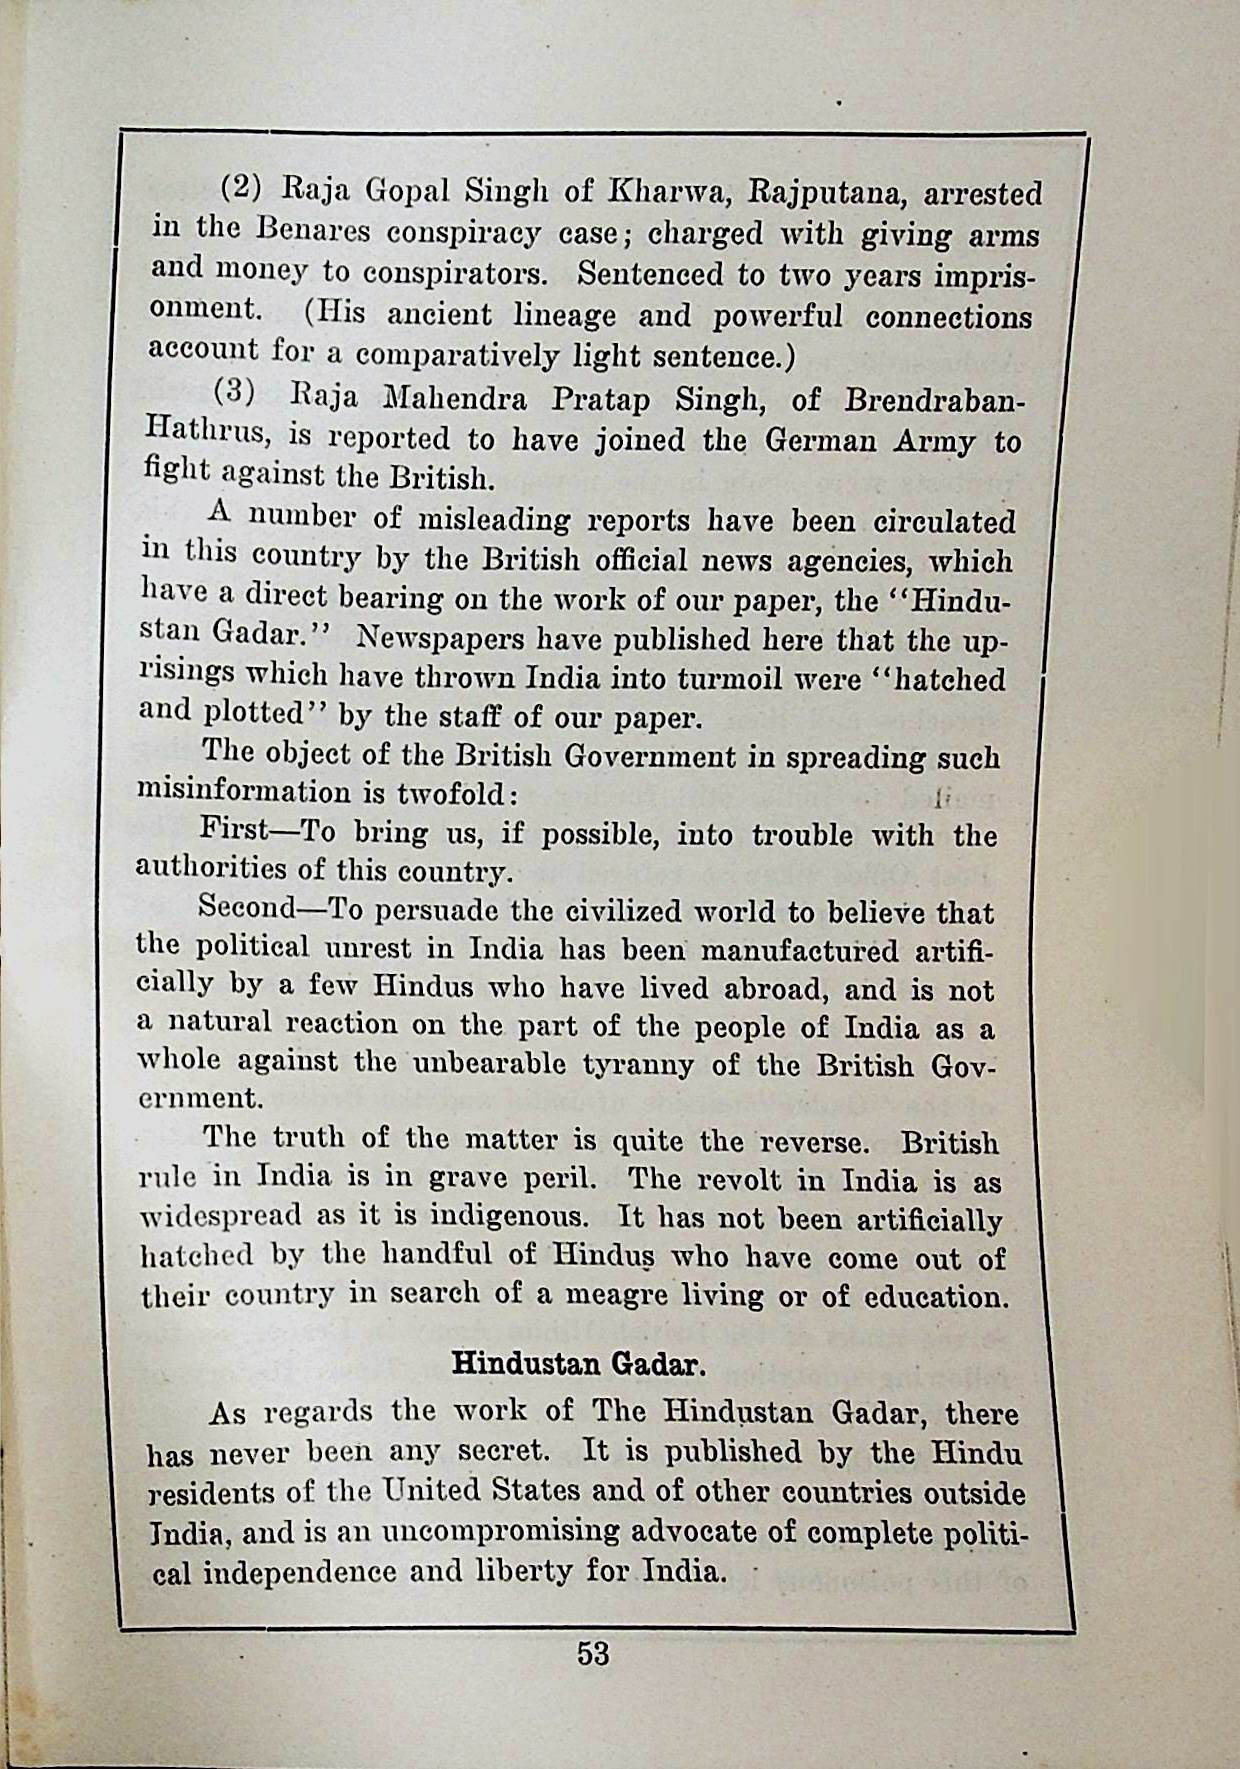 (2) Raja Gopal Singh of Kharwa, Rajputana, arrested
in the Benares conspiracy case; charged with giving arms
and money to conspirators. Sentenced to two years impris-
onment. (His ancient lineage and powerful connections
account for a comparatively light sentence.)
(3) Raja Mahendra Pratap Singh, of Brendraban-
Hathrus, is reported to have joined the German Army to
fight against the British.
A number of misleading reports have been circulated
in this country by the British official news agencies, which
have a direct bearing on the work of our paper, the ‘‘Hindu-
stan Gadar.’’ Newspapers have published here that the up-
risings which have thrown India into turmoil were ‘‘hatched
and plotted’’ by the staff of our paper.
The object of the British Government in spreading such
misinformation is twofold:
First—To bring us, if possible, into trouble with the
authorities of this country.
Second—To persuade the civilized world to believe that
the political unrest in India has been manufactured artifi-
cially by a few Hindus who have lived abroad, and is not
a natural reaction on the part of the people of India as a
whole against the unbearable tyranny of the British Gov-
ernment.
The truth of the matter is quite the reverse. British
rule in India is in grave peril. The revolt in India is as
widespread as it is indigenous. It has not been artificially
hatched by the handful of Hindus who have come out of
their country in search of a meagre living or of education.
Hindustan Gadar.
As regards the work of The Hindustan Gadar, there
has never been any secret. It is published by the Hindu
residents of the United States and of other countries outside
India, and is an uncompromising advocate of complete politi-
cal independence and liberty for India.
53